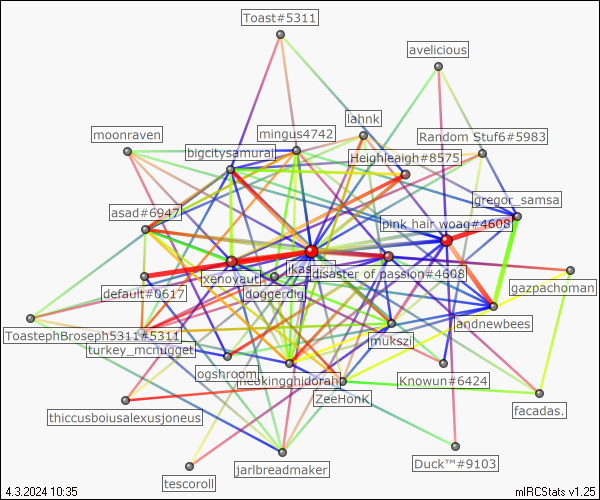 Toast#5311
avelicious
lahnk
moonraven
mingus4742
Random Stuf6#5983
bigcitysamurai
Heighleaigh#8575
gregor_samsa
asad#6947
pink hair woag#4608
xenovauth
disaster of passion#4608
doggerdig
gazpachoman
default#0617
andnewbees
ToastephBroseph5311#5311
turkey_mcnugget
mukszi
ogshroom
neokingghidorah
Knowun#6424
ZeeHonK
thiccusboiusalexusjoneus
facadas.
jarlbreadmaker
Duck™#9103
tescoroll
4.3.2024 10:35
mIRCStats v1.25